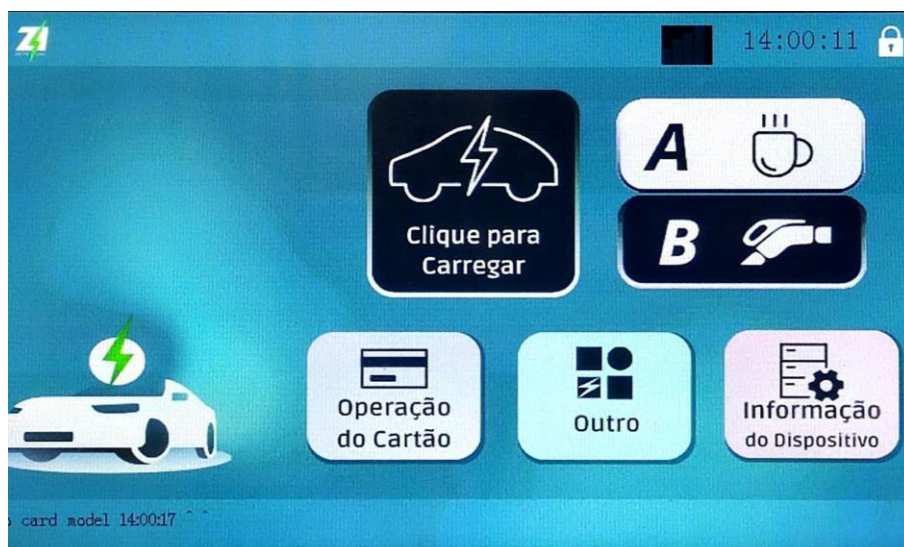 14:00:11
A
Clique para
Carregar
B
Operação
do Cartão
Outro
Informação
do Dispositivo
card model 14:00:17 ^ ^